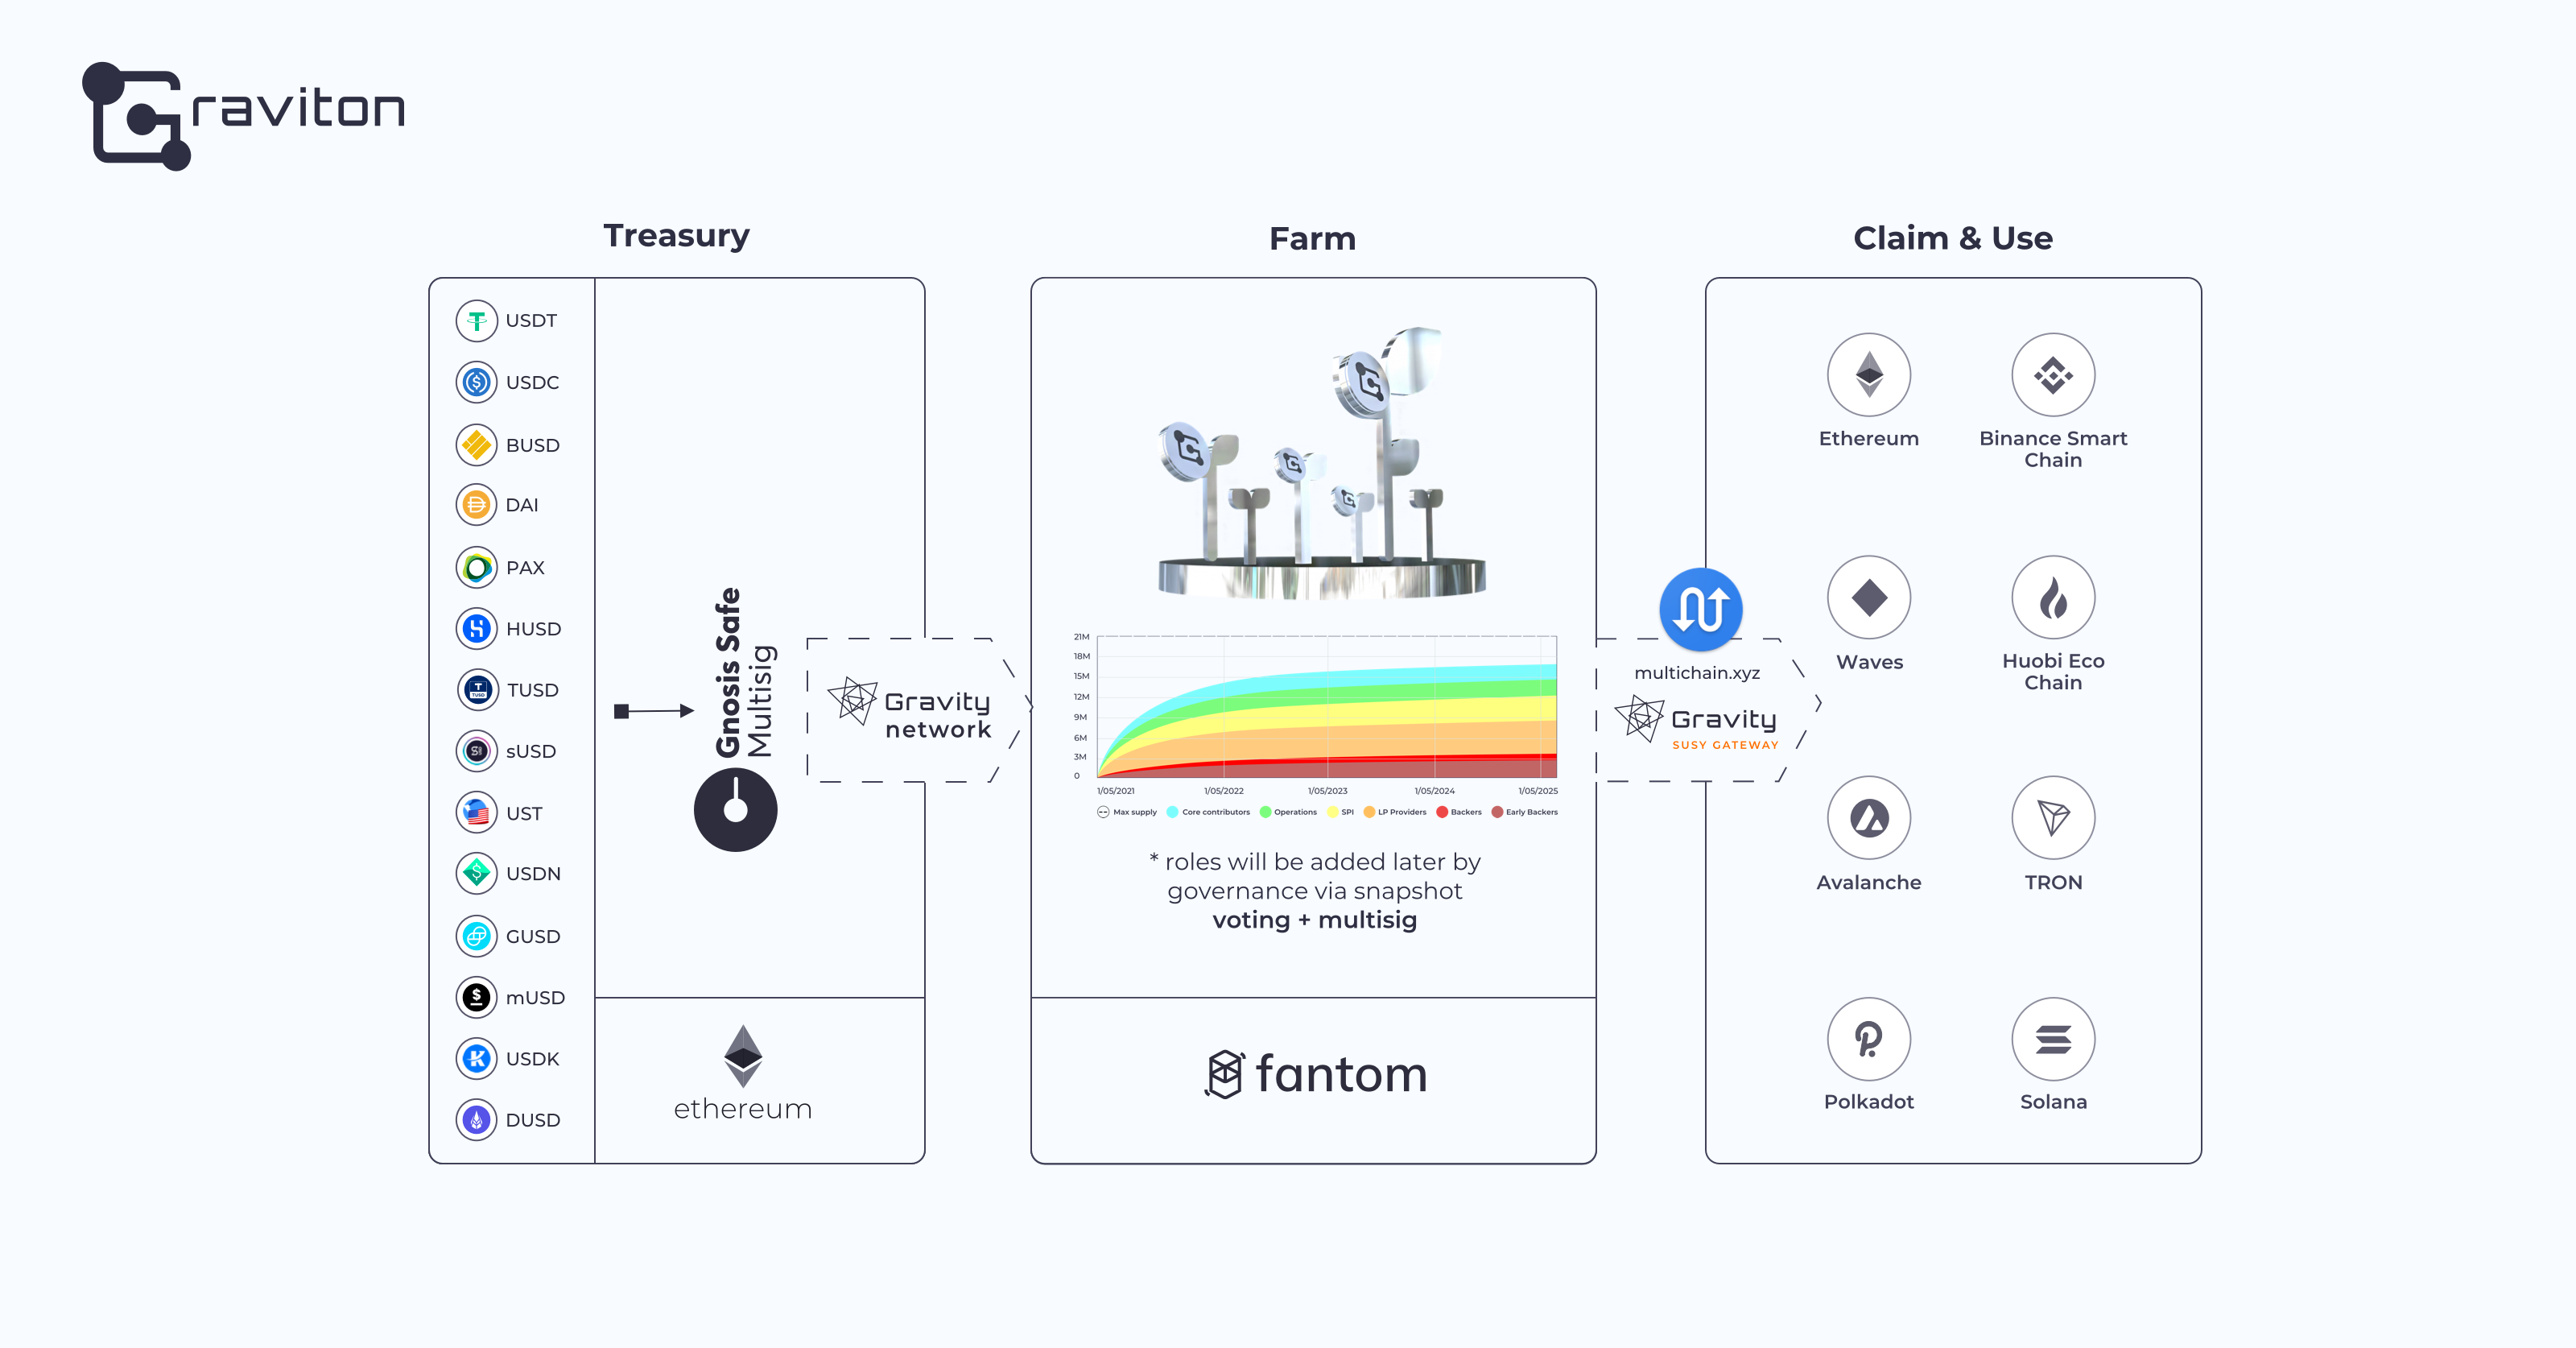 Graviton
Treasury
USDT
USDC
BUSD
DAI
PAX
HUSD
TUSD
TUSD
sUSD
UST
USDN
GUSD
mUSD
USDK
DUSD
Gnosis Safe
Multisig
Gravity
network
ethereum
Farm
21M
18M
15M
12M
9M
6M
3M
0
1/05/2021
1/05/2022
1/05/2023
1/05/2024
1/05/2025
Max supply
Core contributors
Operations
SPI
LP Providers
Backers
Early Backers
* roles will be added later by
governance via snapshot
voting + multisig
fantom
multichain.xyz
Gravity
SUSY GATEWAY
Claim & Use
Ethereum
Binance Smart
Chain
Waves
Huobi Eco
Chain
Avalanche
TRON
Polkadot
Solana